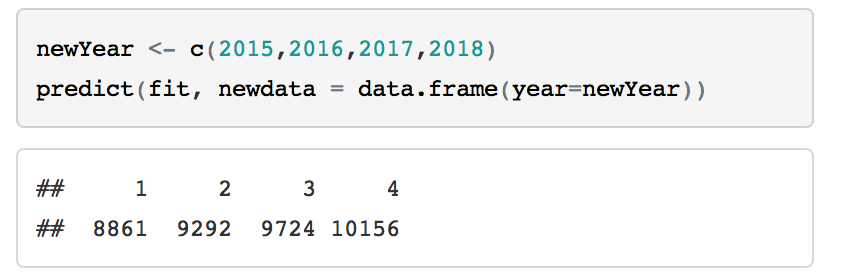 newYear <- c(2015,2016,2017,2018)
predict(fit, newdata = data.frame(year=newYear))
##     1     2     3     4
##  8861  9292  9724 10156